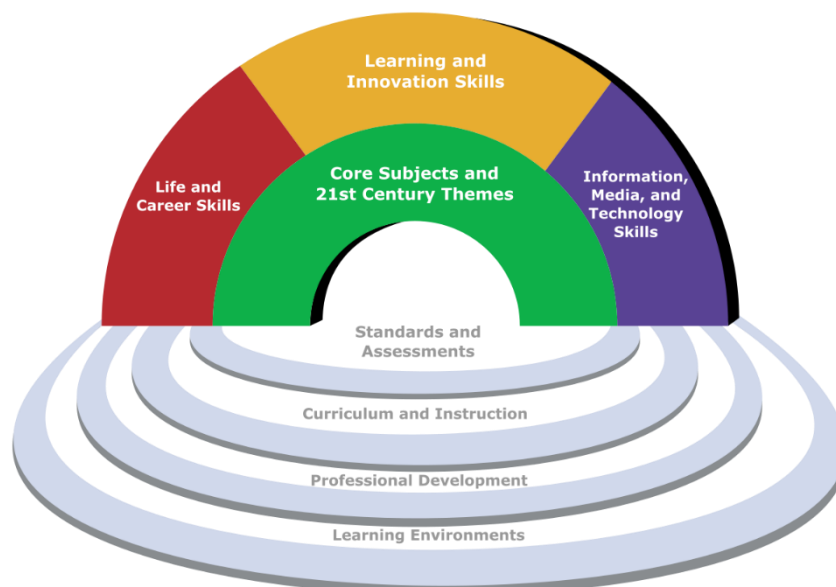 Learning and
Innovation Skills
Core Subjects and
21st Century Themes
Life and
Career Skills
Information,
Media, and
Technology
Skills
Standards and
Assessments
Curriculum and Instruction
Professional Development
Learning Environments